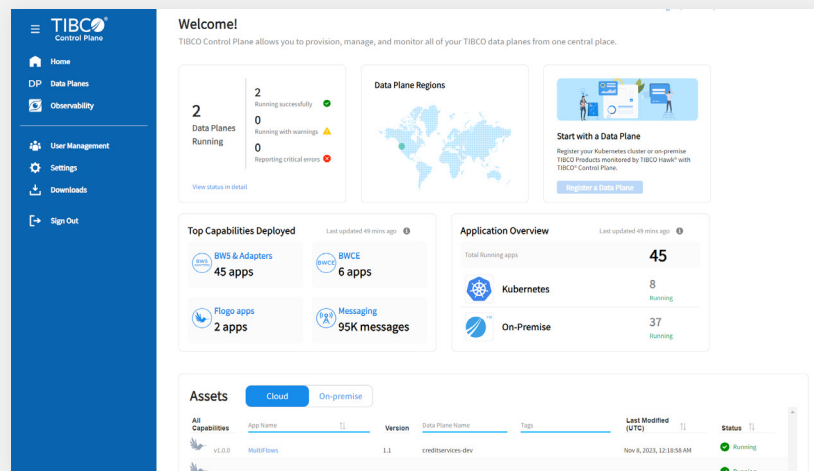 TIBCO®
Control Plane
Home
DP Data Planes
Observability
User Management
Settings
Downloads
Sign Out
Welcome!
TIBCO Control Plane allows you to provision, manage, and monitor all of your TIBCO data planes from one central place.
2
Data Planes
Running
2
Running successfully
0
Running with warnings
0
Reporting critical errors
View status in detail
Data Plane Regions
Start with a Data Plane
Register your Kubernetes cluster or on-premise
TIBCO Products monitored by TIBCO Hawk® with
TIBCO® Control Plane.
Register a Data Plane
Top Capabilities Deployed
Last updated 49 mins ago
BW5 & Adapters
45 apps
BWCE
BWCE
6 apps
Flogo apps
2 apps
Messaging
95K messages
Application Overview
Last updated 49 mins ago
Total Running apps
45
Kubernetes
8
Running
On-Premise
37
Running
Assets
Cloud
On-premise
All
Capabilities
App Name
Version
Data Plane Name
Tags
Last Modified
(UTC)
Status
v1.0.0
MultiFlows
1.1
creditservices-dev
Nov 8, 2023, 12:18:58 AM
Running